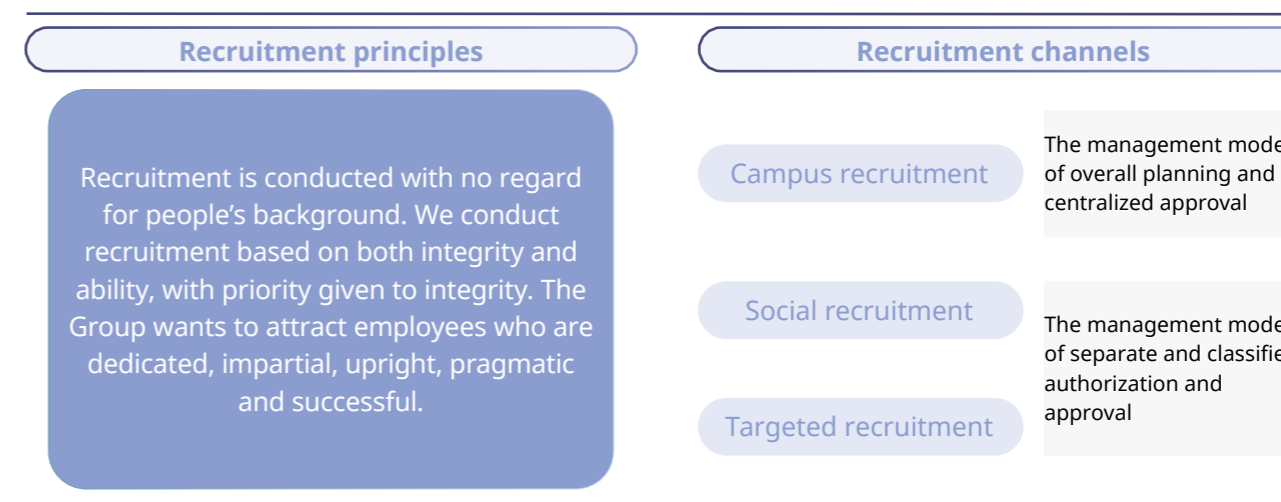 Recruitment principles
Recruitment is conducted with no regard
for people’s background. We conduct
recruitment based on both integrity and
ability, with priority given to integrity. The
Group wants to attract employees who are
dedicated, impartial, upright, pragmatic
and successful.
Recruitment channels
Campus recruitment
The management mode
of overall planning and
centralized approval
Social recruitment
Targeted recruitment
The management mode
of separate and classifie
authorization and
approval